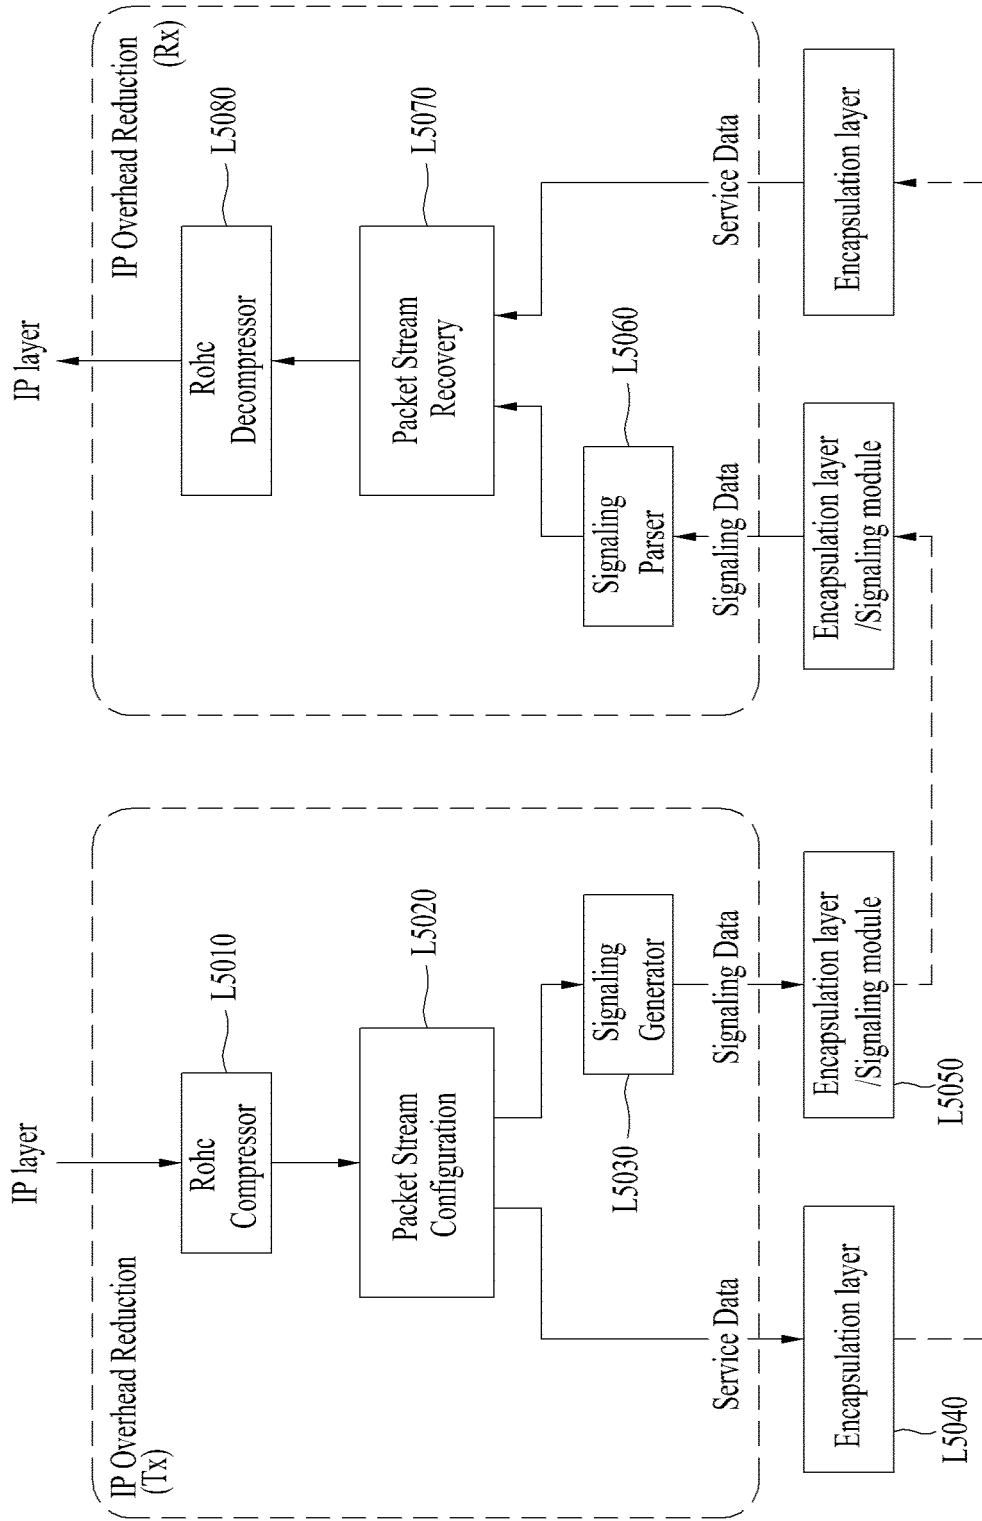 IP Overhead Reduction
(Tx)
IP layer
Rohc
Compressor
L5010
Packet Stream
Configuration
L5020
Signaling
Generator
L5030
Service Data
Signaling Data
Encapsulation layer
L5040
Encapsulation layer
/Signaling module
L5050
IP layer
IP Overhead Reduction
(Rx)
Rohc
Decompressor
L5080
Packet Stream
Recovery
L5070
Signaling
Parser
L5060
Signaling Data
Service Data
Encapsulation layer
/Signaling module
Encapsulation layer